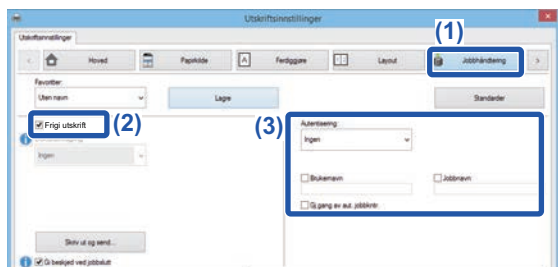 Utskriftsinnstillinger
Utskriftsinnstillinger
(1)
Hoved Papirkilde A Ferdiggjøre Layout Jobbhåndtering
Favoritter:
Uten navn Lagre Standarder
Frigi utskrift (2)
(3) Autentisering:
Ingen Ingen
Brukernavn Jobbnavn
Gj.gang av aut. jobbkntr.
Skriv ut og send...
Gi beskjed ved jobbslutt